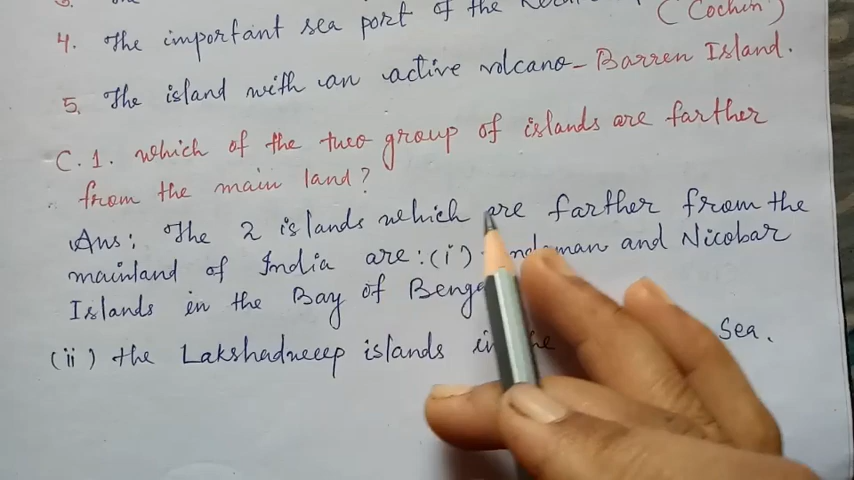 4. The important sea port of the
(Cochin)
5. The island with an active volcano - Barren Island.
C. 1. which of the two group of islands are farther
from the main land?
Ans: The 2 islands which are farther from the
mainland of India are: (i) and Nicobar
Islands in the Bay of
(ii) the Lakshadweep islands in the Sea.